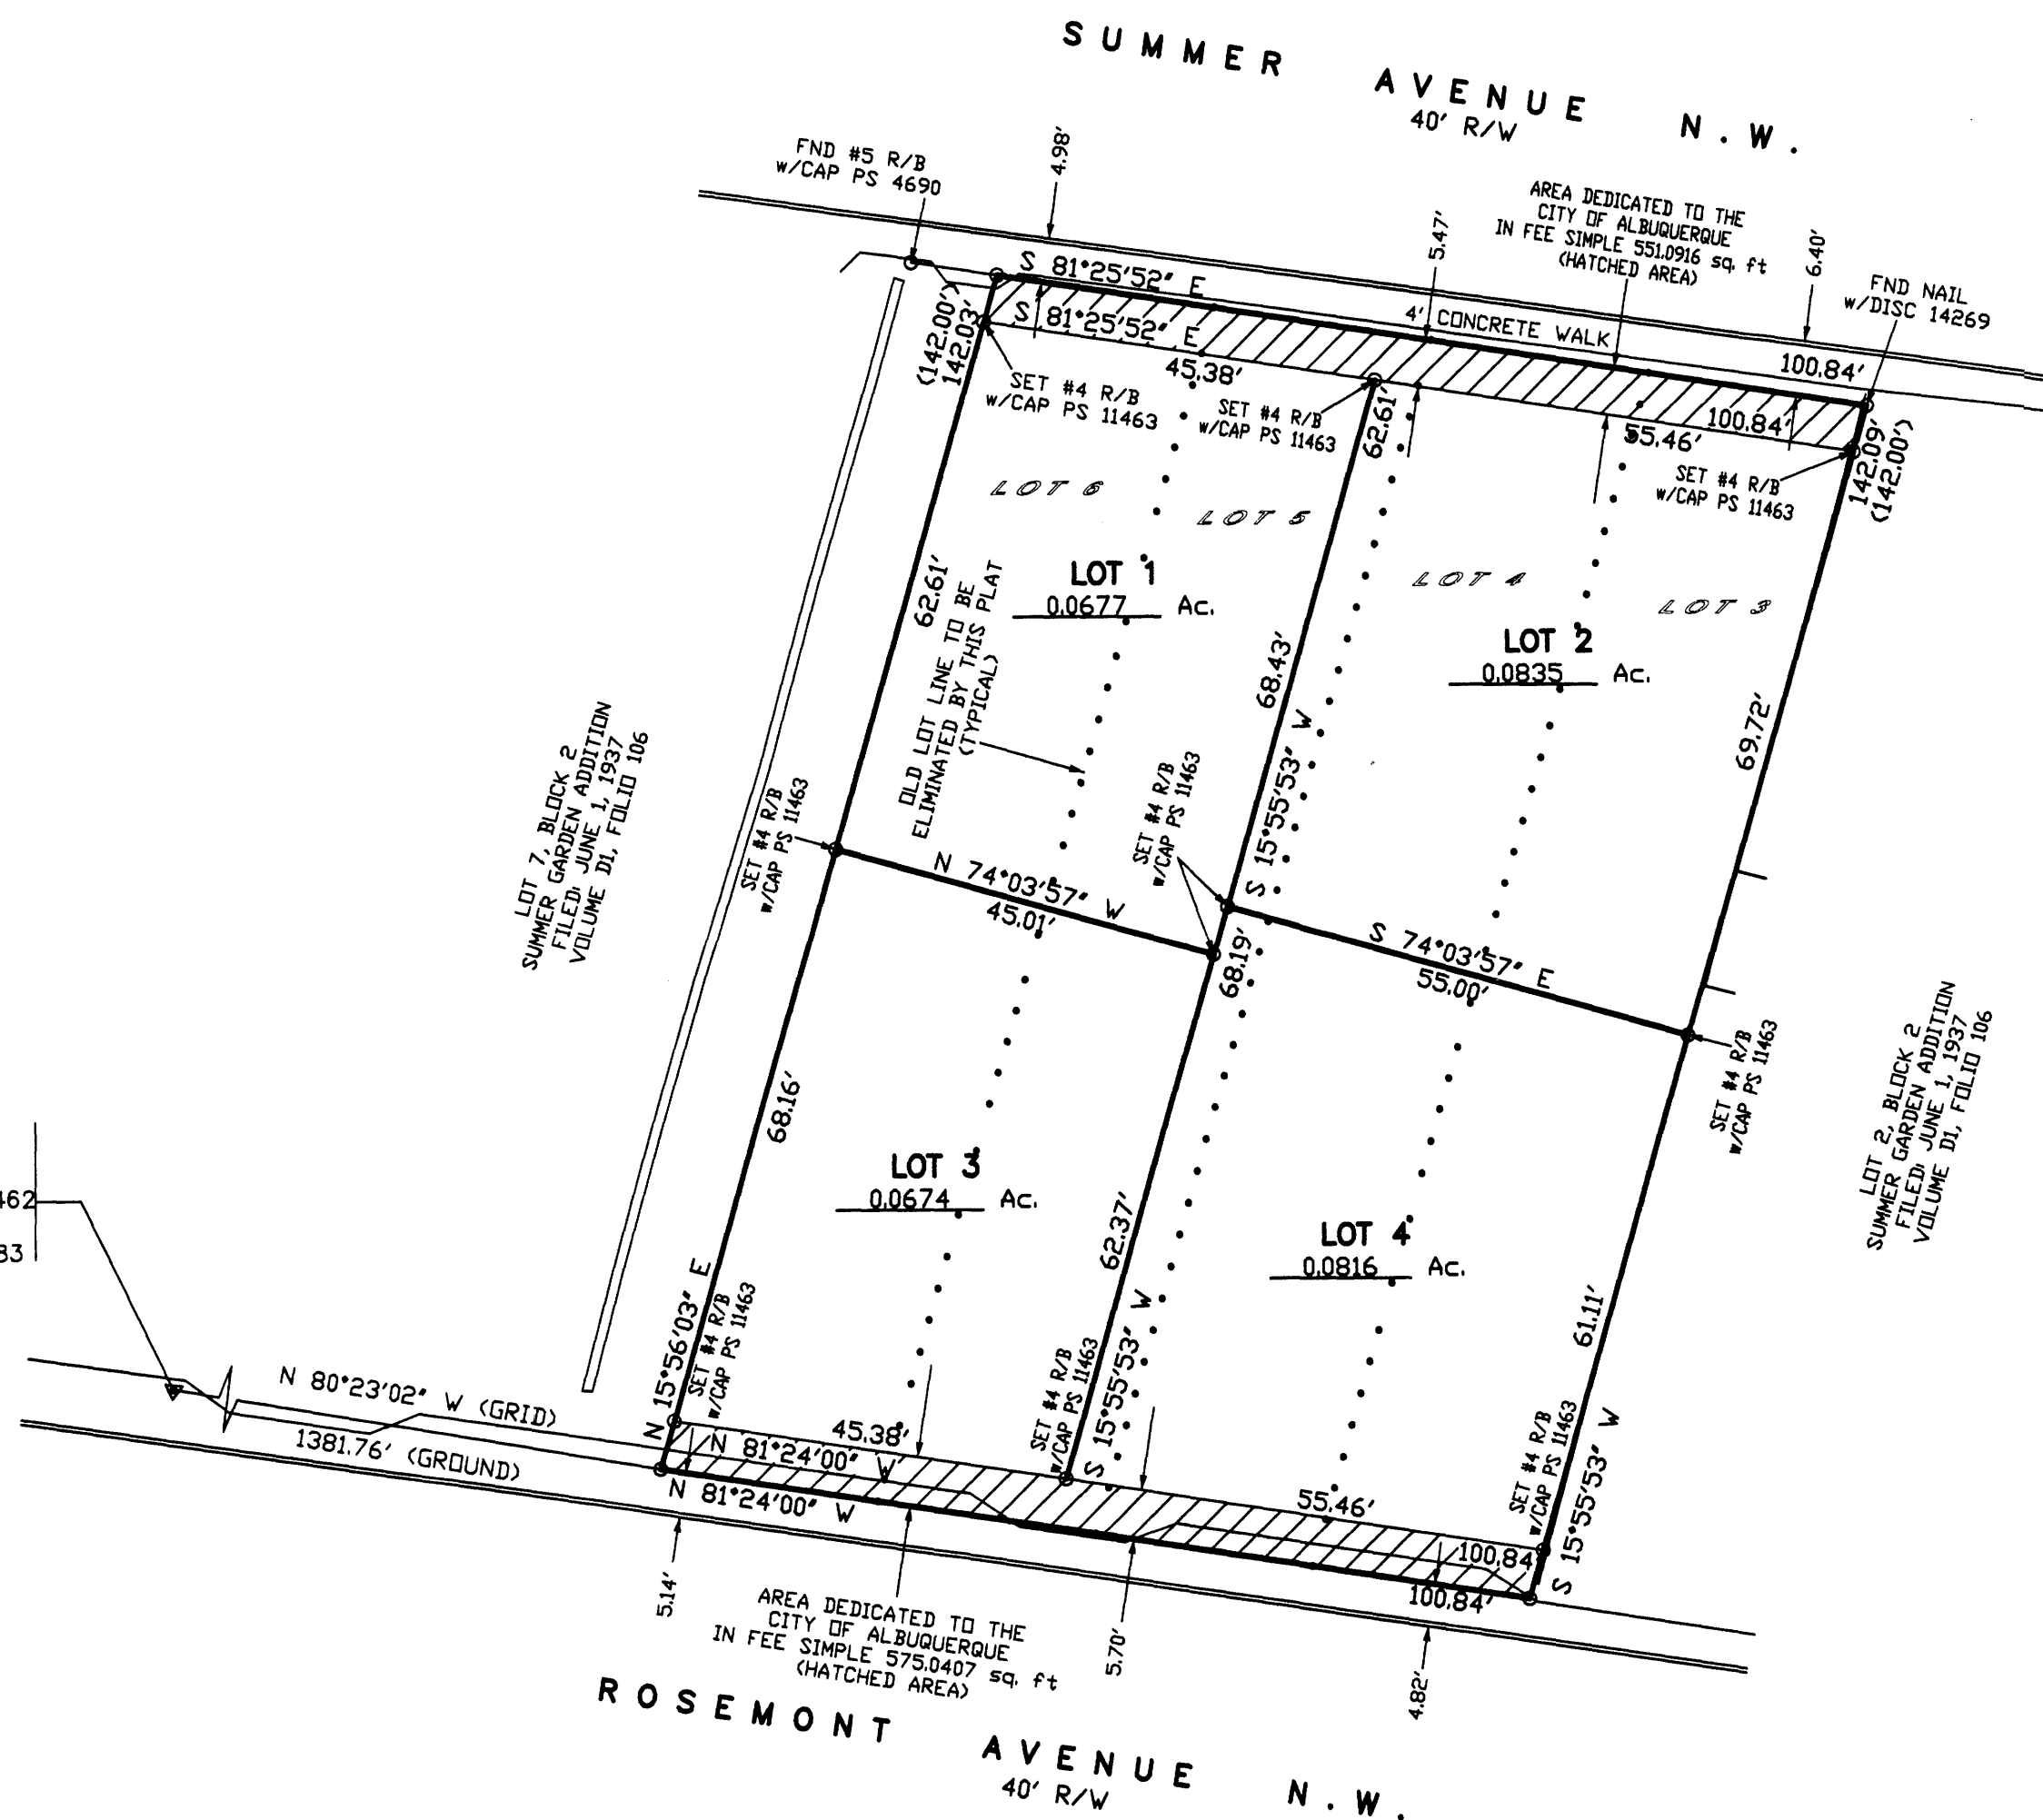 SUMMER AVENUE N.W.
40' R/W
FND #5 R/B
w/CAP PS 4690
4.98'
AREA DEDICATED TO THE
CITY OF ALBUQUERQUE
IN FEE SIMPLE 551.0916 sq. ft
(HATCHED AREA)
5.47'
6.40'
FND NAIL
w/DISC 14269
S 81°25'52" E
4' CONCRETE WALK
100.84'
S 81°25'52" E
45.38'
100.84'
55.46'
(142.00')
142.03'
142.09'
(142.00')
SET #4 R/B
w/CAP PS 11463
SET #4 R/B
w/CAP PS 11463
62.61'
SET #4 R/B
w/CAP PS 11463
LOT 6
LOT 5
LOT 4
LOT 3
LOT 1
0.0677 Ac.
LOT 2
0.0835 Ac.
62.61'
OLD LOT LINE TO BE
ELIMINATED BY THIS PLAT
(TYPICAL)
68.43'
S 15°55'53" W
69.72'
LOT 7, BLOCK 2
SUMMER GARDEN ADDITION
FILED: JUNE 1, 1937
VOLUME D1, FOLIO 106
SET #4 R/B
w/CAP PS 11463
SET #4 R/B
w/CAP PS 11463
N 74°03'57" W
45.01'
68.19'
S 74°03'57" E
55.00'
SET #4 R/B
w/CAP PS 11463
LOT 2, BLOCK 2
SUMMER GARDEN ADDITION
FILED: JUNE 1, 1937
VOLUME D1, FOLIO 106
68.16'
LOT 3
0.0674 Ac.
62.37'
LOT 4
0.0816 Ac.
61.11'
462
83
N 15°56'03" E
SET #4 R/B
w/CAP PS 11463
SET #4 R/B
w/CAP PS 11463
S 15°55'53" W
SET #4 R/B
w/CAP PS 11463
S 15°55'53" W
N 80°23'02" W (GRID)
1381.76' (GROUND)
45.38'
N 81°24'00" W
N 81°24'00" W
55.46'
100.84'
100.84'
5.14'
AREA DEDICATED TO THE
CITY OF ALBUQUERQUE
IN FEE SIMPLE 575.0407 sq. ft
(HATCHED AREA)
5.70'
4.82'
ROSEMONT AVENUE N.W.
40' R/W